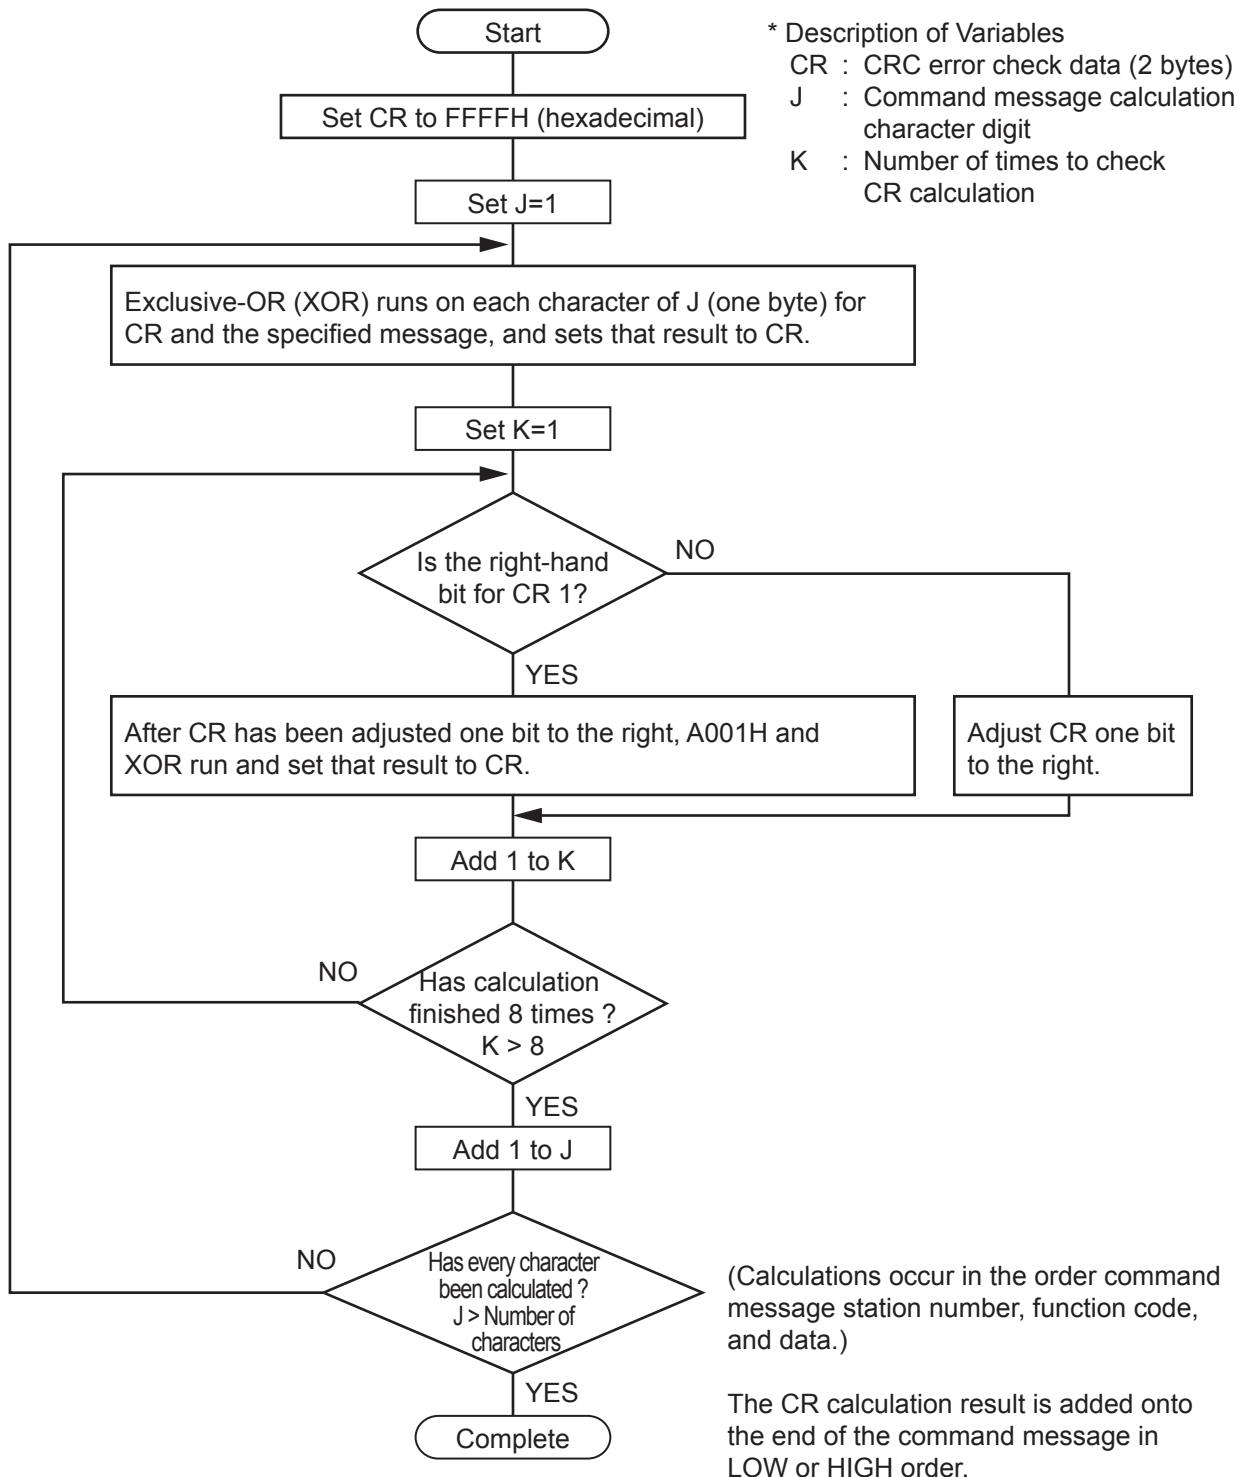 Start
* Description of Variables
CR : CRC error check data (2 bytes)
J : Command message calculation
character digit
K : Number of times to check
CR calculation
Set CR to FFFFH (hexadecimal)
Set J=1
Exclusive-OR (XOR) runs on each character of J (one byte) for
CR and the specified message, and sets that result to CR.
Set K=1
Is the right-hand
bit for CR 1?
NO
YES
After CR has been adjusted one bit to the right, A001H and
XOR run and set that result to CR.
Adjust CR one bit
to the right.
Add 1 to K
NO
Has calculation
finished 8 times ?
K > 8
YES
Add 1 to J
NO
Has every character
been calculated ?
J > Number of
characters
YES
Complete
(Calculations occur in the order command
message station number, function code,
and data.)
The CR calculation result is added onto
the end of the command message in
LOW or HIGH order.